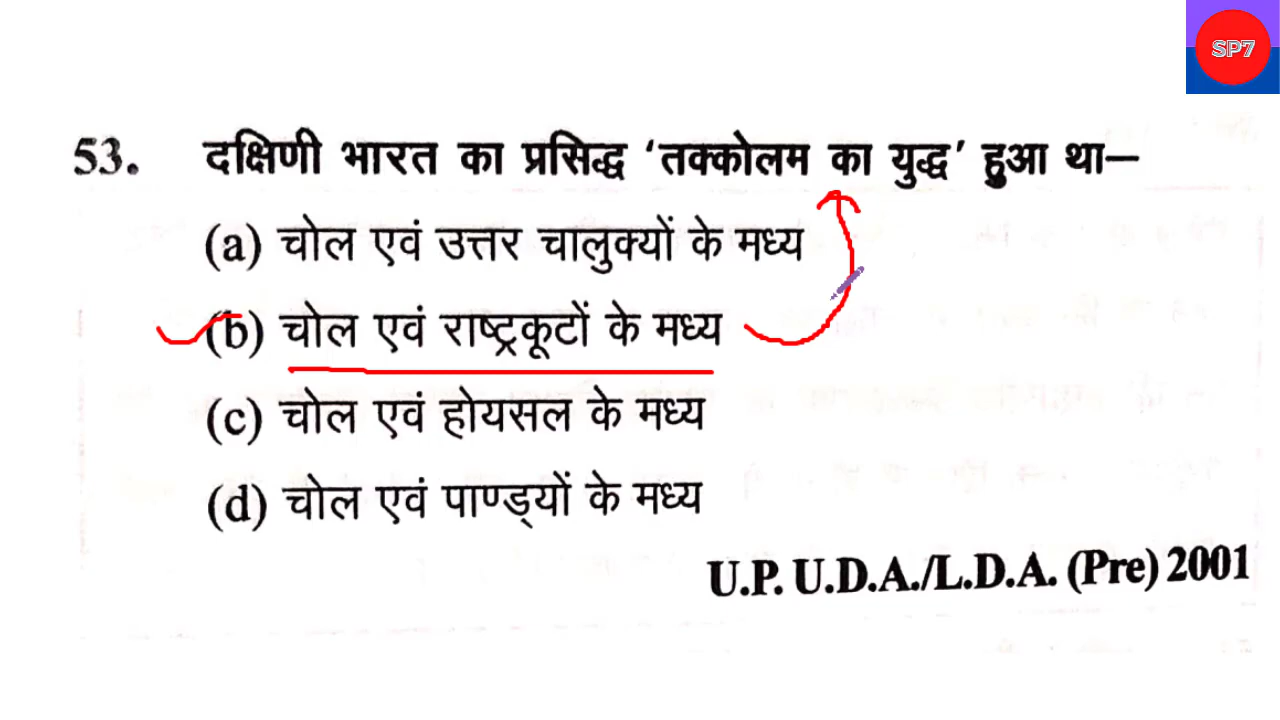 SP7
53. दक्षिणी भारत का प्रसिद्ध ‘तक्कोलम का युद्ध’ हुआ था—
(a) चोल एवं उत्तर चालुक्यों के मध्य
(b) चोल एवं राष्ट्रकूटों के मध्य
(c) चोल एवं होयसल के मध्य
(d) चोल एवं पाण्ड्यों के मध्य
U.P. U.D.A./L.D.A. (Pre) 2001